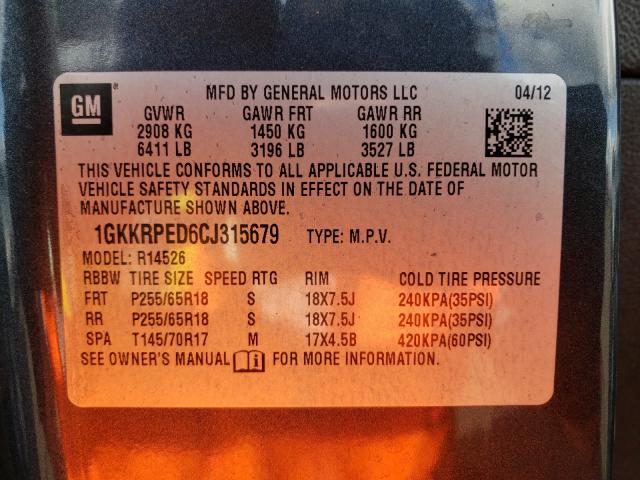 GM
MFD BY GENERAL MOTORS LLC 04/12
GVWR GAWR FRT GAWR RR
2908 KG 1450 KG 1600 KG
6411 LB 3196 LB 3527 LB
THIS VEHICLE CONFORMS TO ALL APPLICABLE U.S. FEDERAL MOTOR
VEHICLE SAFETY STANDARDS IN EFFECT ON THE DATE OF
MANUFACTURE SHOWN ABOVE.
1GKKRPED6CJ315679 TYPE: M.P.V.
MODEL: R14526
RBBW TIRE SIZE SPEED RTG RIM COLD TIRE PRESSURE
FRT P255/65R18 S 18X7.5J 240KPA(35PSI)
RR P255/65R18 S 18X7.5J 240KPA(35PSI)
SPA T145/70R17 M 17X4.5B 420KPA(60PSI)
SEE OWNER'S MANUAL FOR MORE INFORMATION.